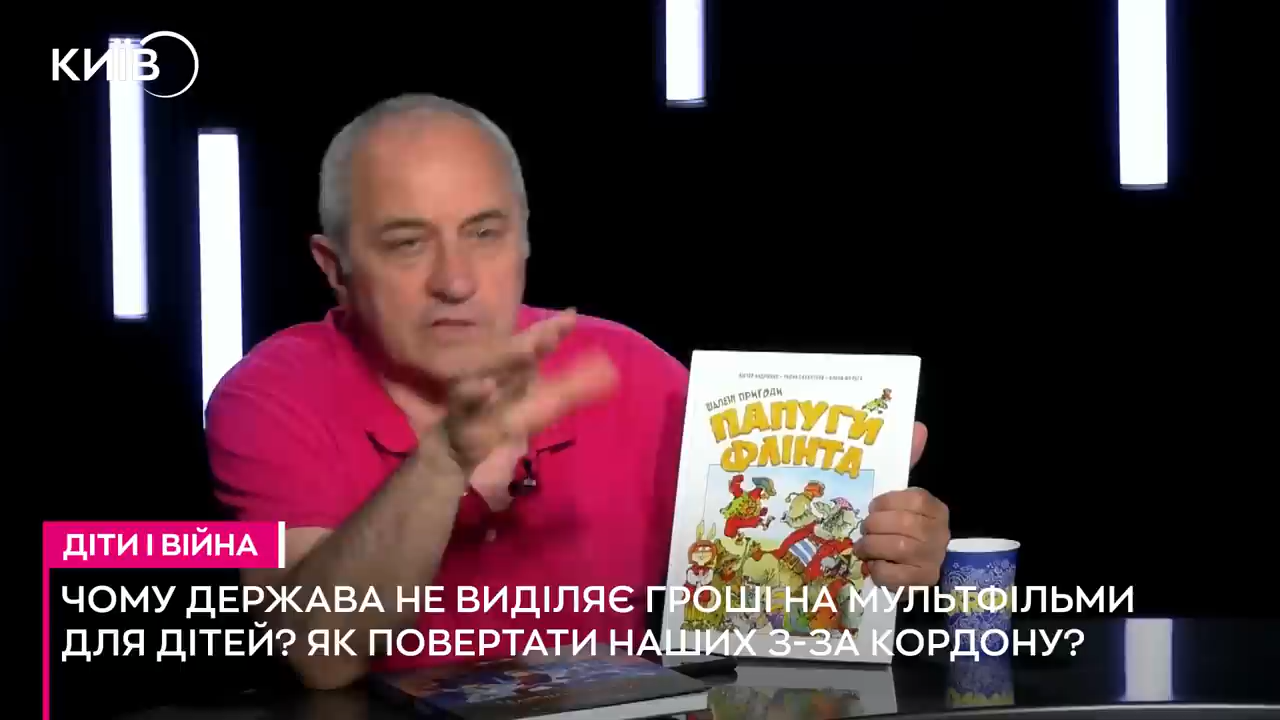 КИЇВ
ШАЛЕНІ ПРИГОДИ
ПАПУГИ
ФЛІНТА
ДІТИ І ВІЙНА
ЧОМУ ДЕРЖАВА НЕ ВИДІЛЯЄ ГРОШІ НА МУЛЬТФІЛЬМИ
ДЛЯ ДІТЕЙ? ЯК ПОВЕРТАТИ НАШИХ З-ЗА КОРДОНУ?